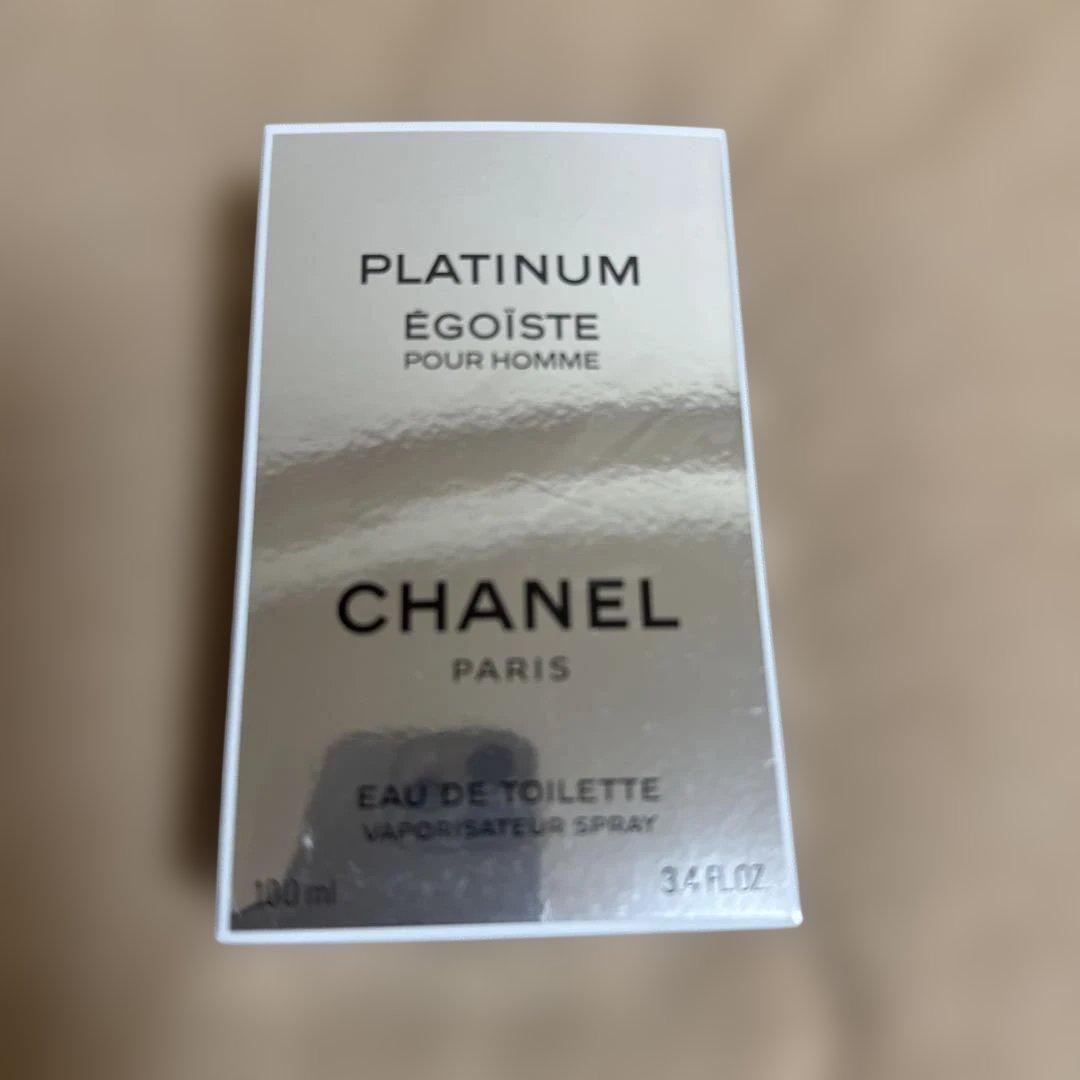 PLATINUM
ÉGOÏSTE
POUR HOMME
CHANEL
PARIS
EAU DE TOILETTE
VAPORISATEUR SPRAY
100 ml
3.4 FL.OZ.